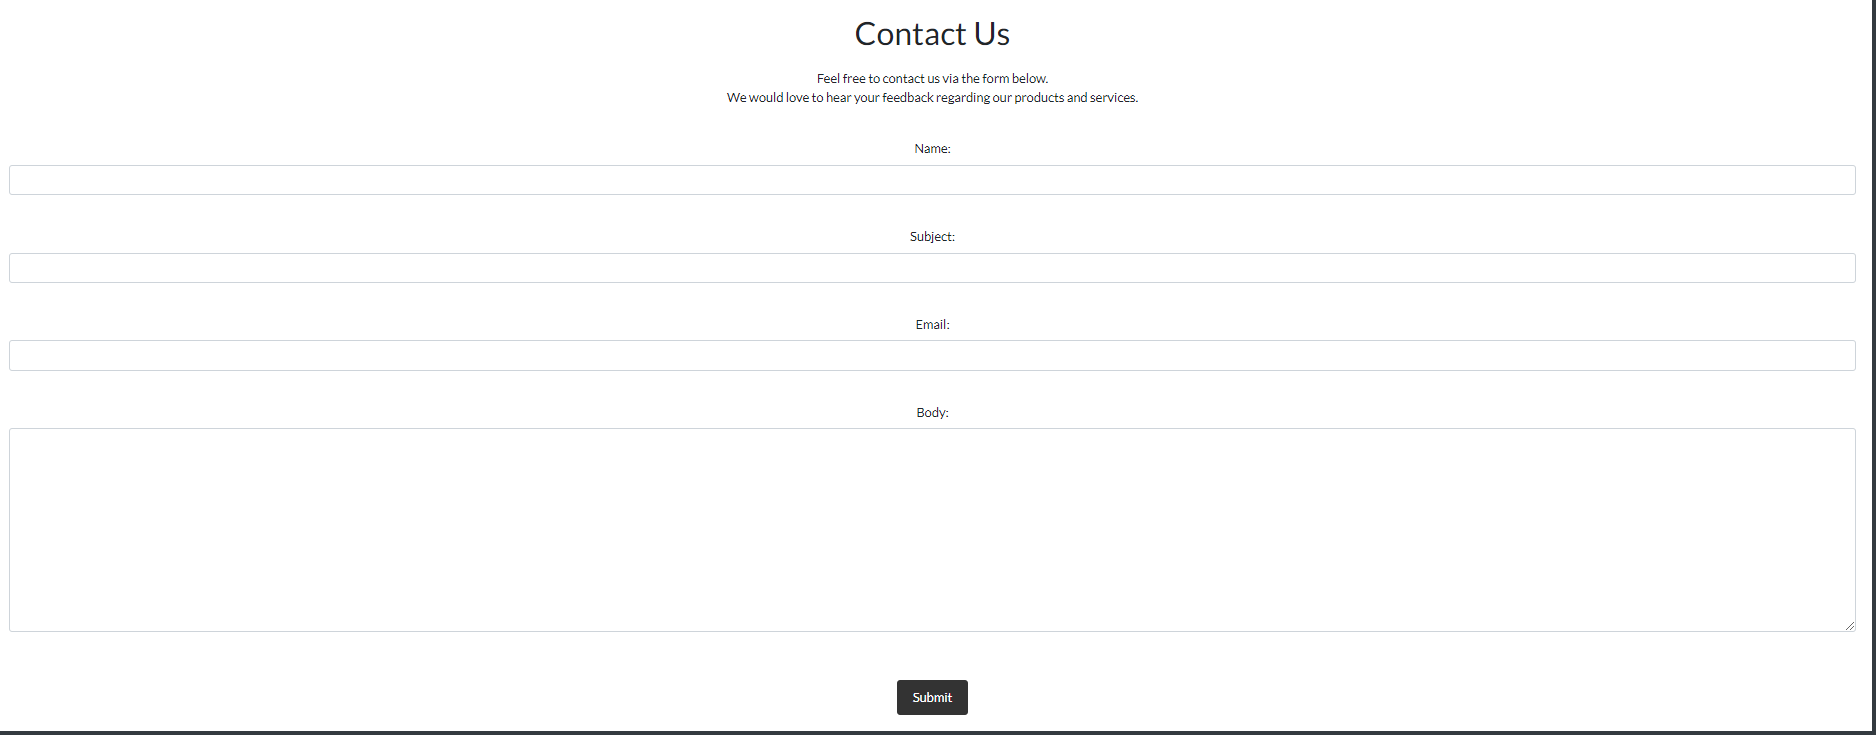 Contact Us
Feel free to contact us via the form below.
We would love to hear your feedback regarding our products and services.
Name:
Subject:
Email:
Body:
Submit